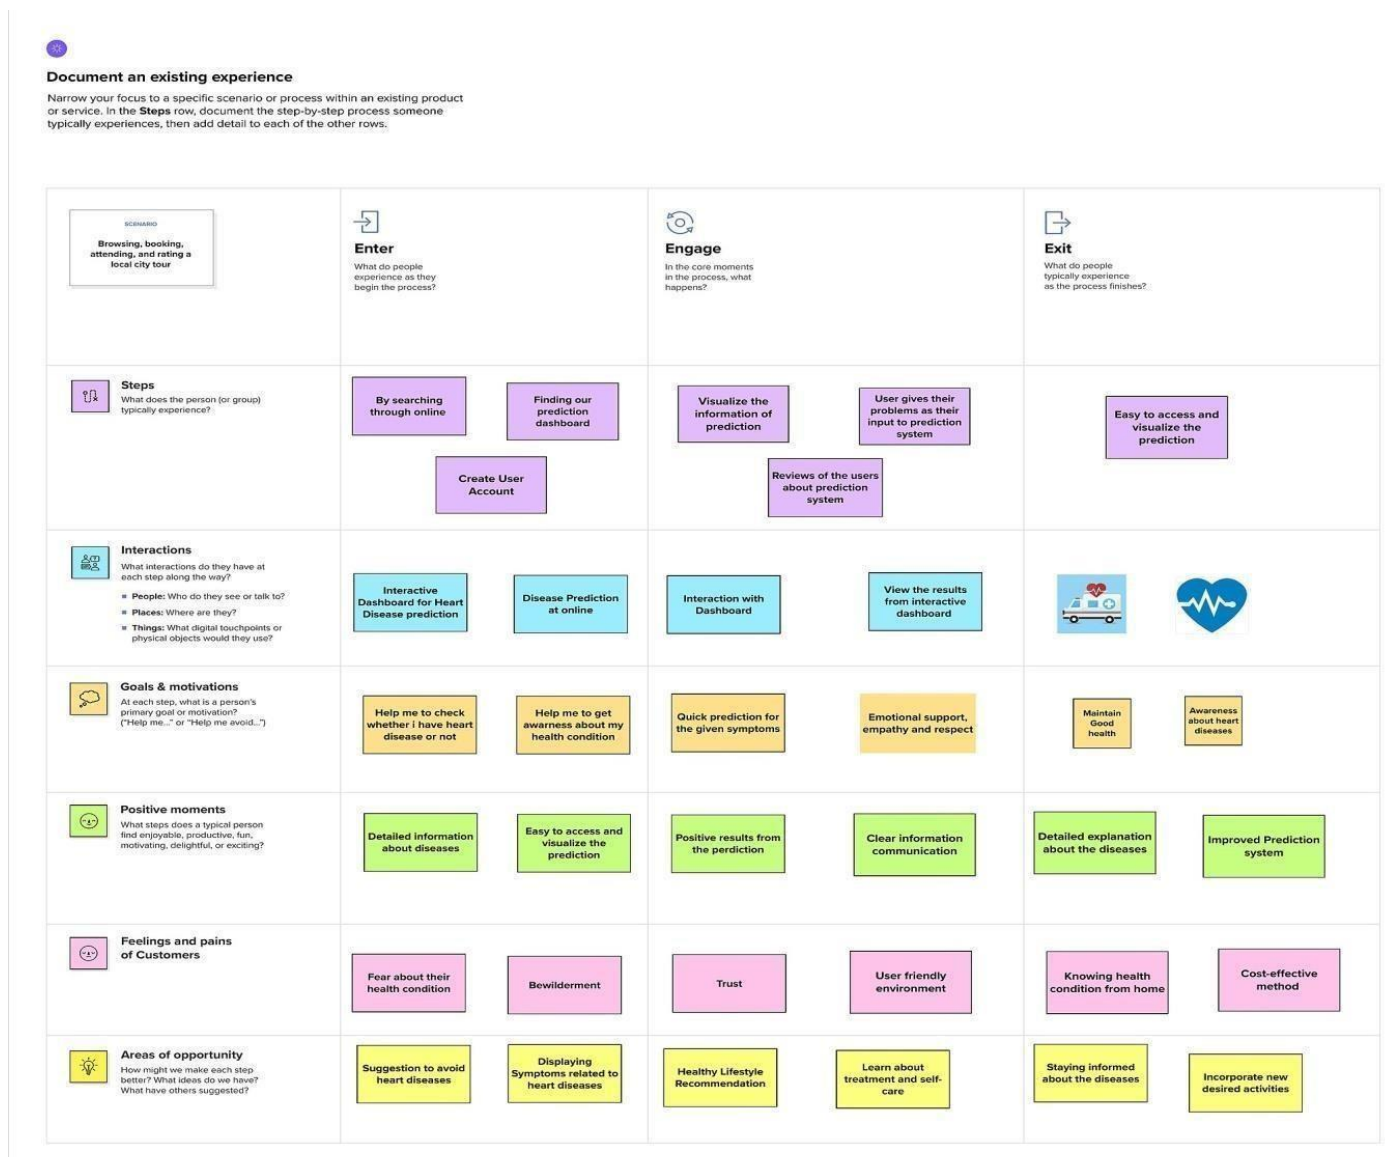 Document an existing experience
Narrow your focus to a specific scenario or process within an existing product
or service. In the Steps row, document the step-by-step process someone
typically experiences, then add detail to each of the other rows.
SCENARIO
Browsing, booking,
attending, and rating a
local city tour
Enter
What do people
experience as they
begin the process?
Engage
In the core moments
in the process, what
happens?
Exit
What do people
typically experience
as the process finishes?
Steps
What does the person (or group)
typically experience?
By searching
through online
Finding our
prediction
dashboard
Create User
Account
Visualize the
information of
prediction
User gives their
problems as their
input to prediction
system
Reviews of the users
about prediction
system
Easy to access and
visualize the
prediction
Interactions
What interactions do they have at
each step along the way?
People: Who do they see or talk to?
Places: Where are they?
Things: What digital touchpoints or
physical objects would they use?
Interactive
Dashboard for Heart
Disease prediction
Disease Prediction
at online
Interaction with
Dashboard
View the results
from interactive
dashboard
Goals & motivations
At each step, what is a person's
primary goal or motivation?
("Help me..." or "Help me avoid...")
Help me to check
whether i have heart
disease or not
Help me to get
awarness about my
health condition
Quick prediction for
the given symptoms
Emotional support,
empathy and respect
Maintain
Good
health
Awareness
about heart
diseases
Positive moments
What steps does a typical person
find enjoyable, productive, fun,
motivating, delightful, or exciting?
Detailed information
about diseases
Easy to access and
visualize the
prediction
Positive results from
the perdiction
Clear information
communication
Detailed explanation
about the diseases
Improved Prediction
system
Feelings and pains
of Customers
Fear about their
health condition
Bewilderment
Trust
User friendly
environment
Knowing health
condition from home
Cost-effective
method
Areas of opportunity
How might we make each step
better? What ideas do we have?
What have others suggested?
Suggestion to avoid
heart diseases
Displaying
Symptoms related to
heart diseases
Healthy Lifestyle
Recommendation
Learn about
treatment and self-
care
Staying informed
about the diseases
Incorporate new
desired activities